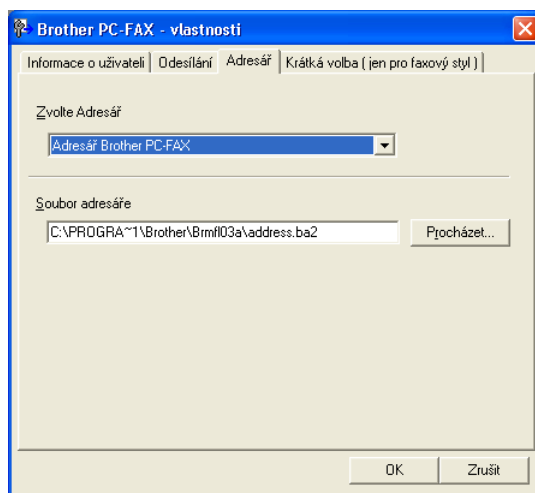 Brother PC-FAX - vlastnosti
Informace o uživateli Odesílání Adresář Krátká volba ( jen pro faxový styl )
Zvolte Adresář
Adresář Brother PC-FAX
Soubor adresáře
C:\PROGRA~1\Brother\Brmfl03a\address.ba2 Procházet...
OK Zrušit